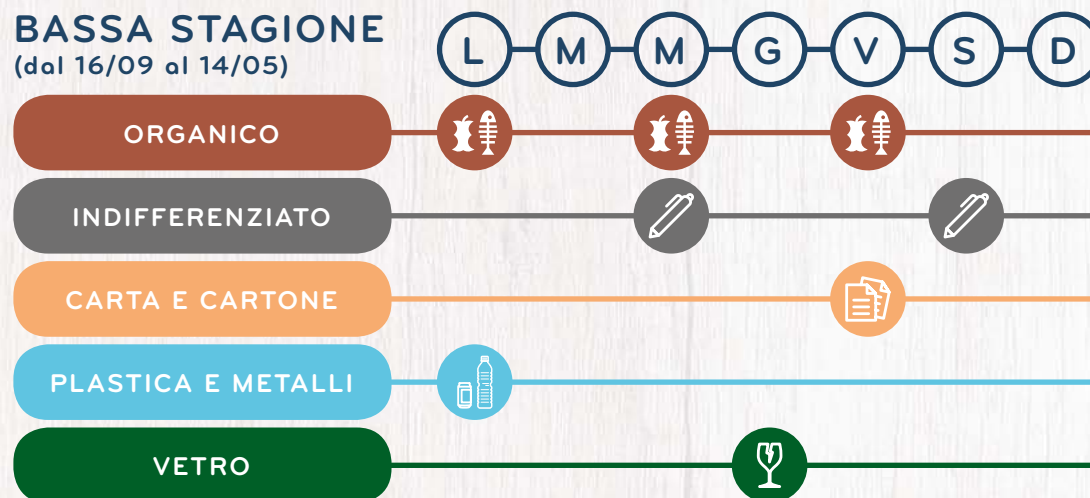 BASSA STAGIONE
(dal 16/09 al 14/05)
L M M G V S D
ORGANICO
INDIFFERENZIATO
CARTA E CARTONE
PLASTICA E METALLI
VETRO